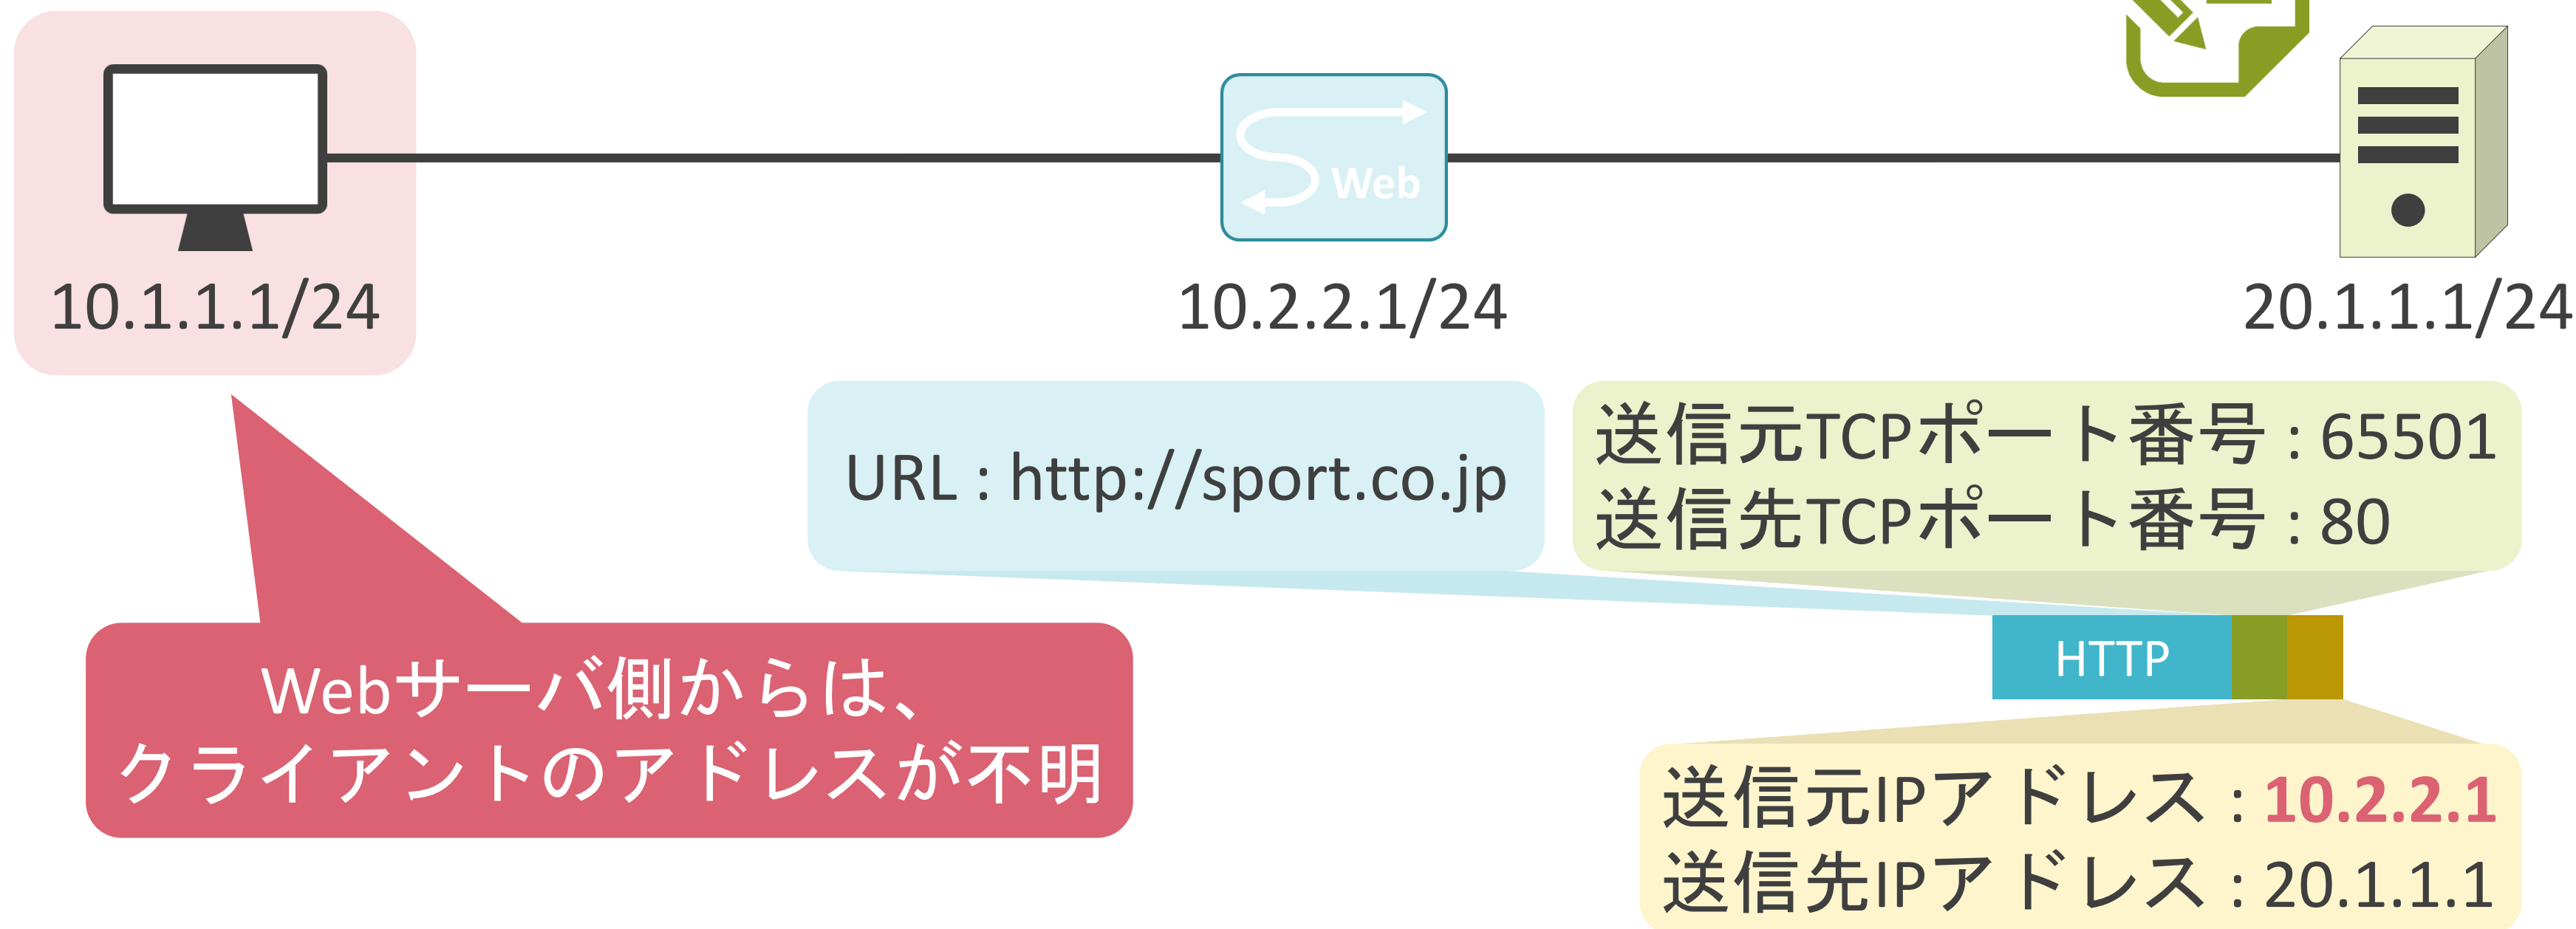 Web
10.1.1.1/24
10.2.2.1/24
20.1.1.1/24
URL : http://sport.co.jp
送信元TCPポート番号 : 65501
送信先TCPポート番号 : 80
HTTP
Webサーバ側からは、
クライアントのアドレスが不明
送信元IPアドレス : 10.2.2.1
送信先IPアドレス : 20.1.1.1